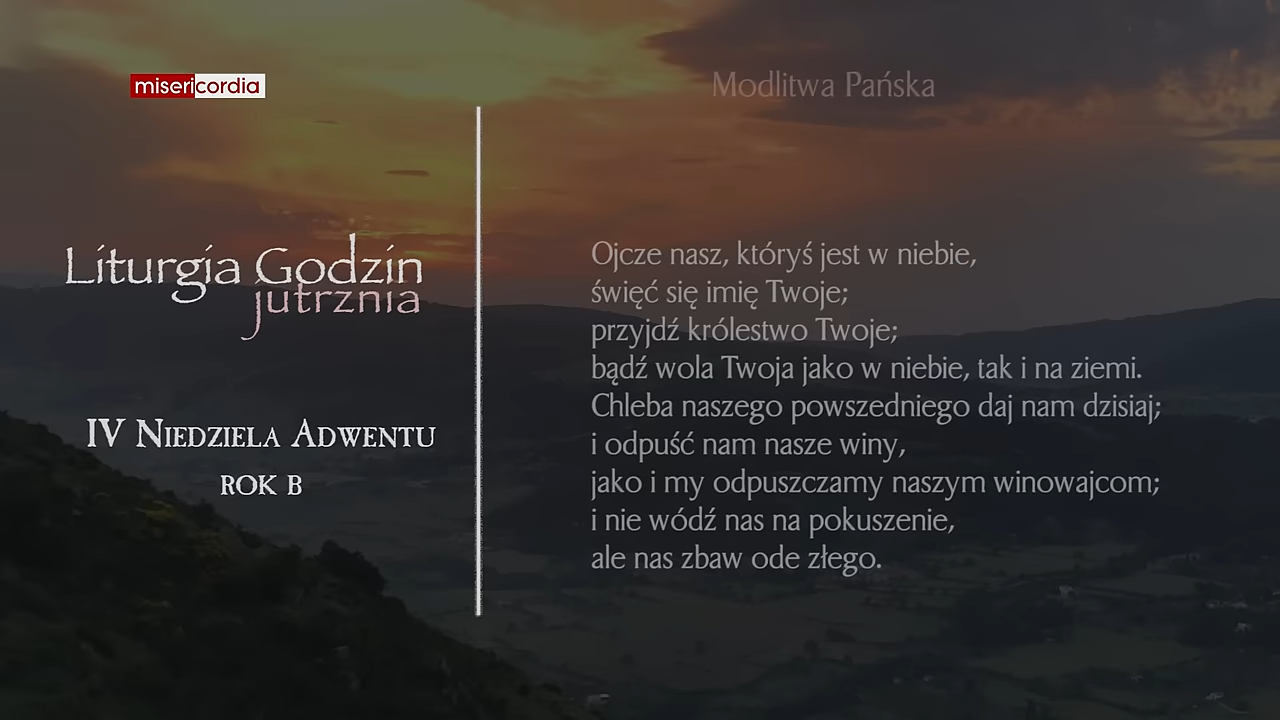 misericordia
Liturgia Godzin
jutrznia
IV Niedziela Adwentu
ROK B
Modlitwa Pańska
Ojcze nasz, któryś jest w niebie,
święć się imię Twoje;
przyjdź królestwo Twoje;
bądź wola Twoja jako w niebie, tak i na ziemi.
Chleba naszego powszedniego daj nam dzisiaj;
i odpuść nam nasze winy,
jako i my odpuszczamy naszym winowajcom;
i nie wódź nas na pokuszenie,
ale nas zbaw ode złego.